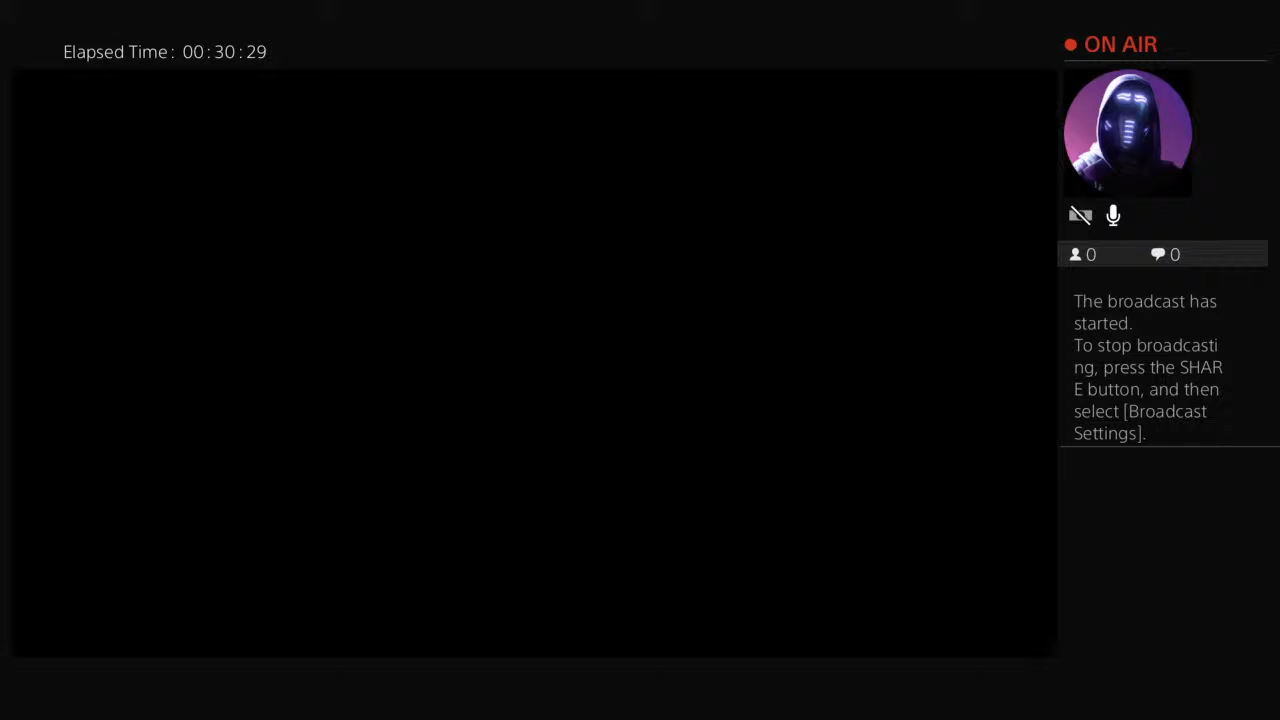 Elapsed Time: 00:30:29
ON AIR
0 0
The broadcast has
started.
To stop broadcasti
ng, press the SHAR
E button, and then
select [Broadcast
Settings].